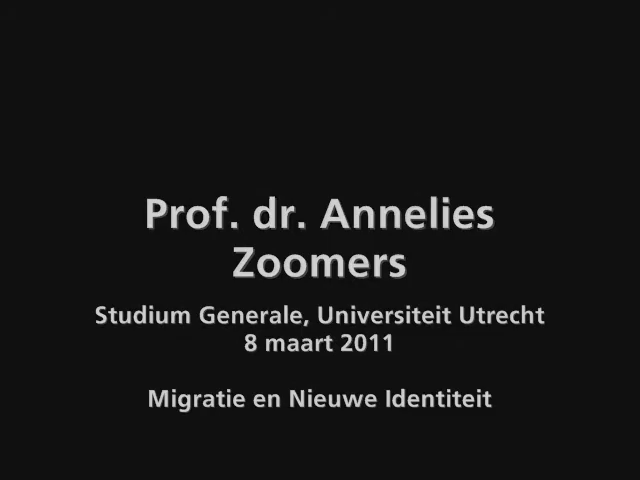 Prof. dr. Annelies
Zoomers
Studium Generale, Universiteit Utrecht
8 maart 2011
Migratie en Nieuwe Identiteit